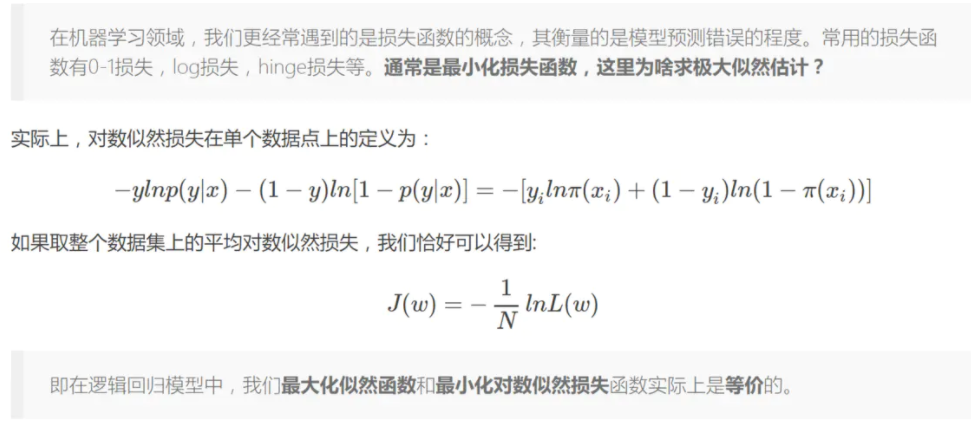 在机器学习领域，我们更经常遇到的是损失函数的概念，其衡量的是模型预测错误的程度。常用的损失函
数有0-1损失，log损失，hinge损失等。通常是最小化损失函数，这里为啥求极大似然估计？
实际上，对数似然损失在单个数据点上的定义为：
−ylnp(y|x) − (1 − y)ln[1 − p(y|x)] = −[y_i lnπ(x_i) + (1 − y_i)ln(1 − π(x_i))]
如果取整个数据集上的平均对数似然损失，我们恰好可以得到:
J(w) = − \frac{1}{N} lnL(w)
即在逻辑回归模型中，我们最大化似然函数和最小化对数似然损失函数实际上是等价的。